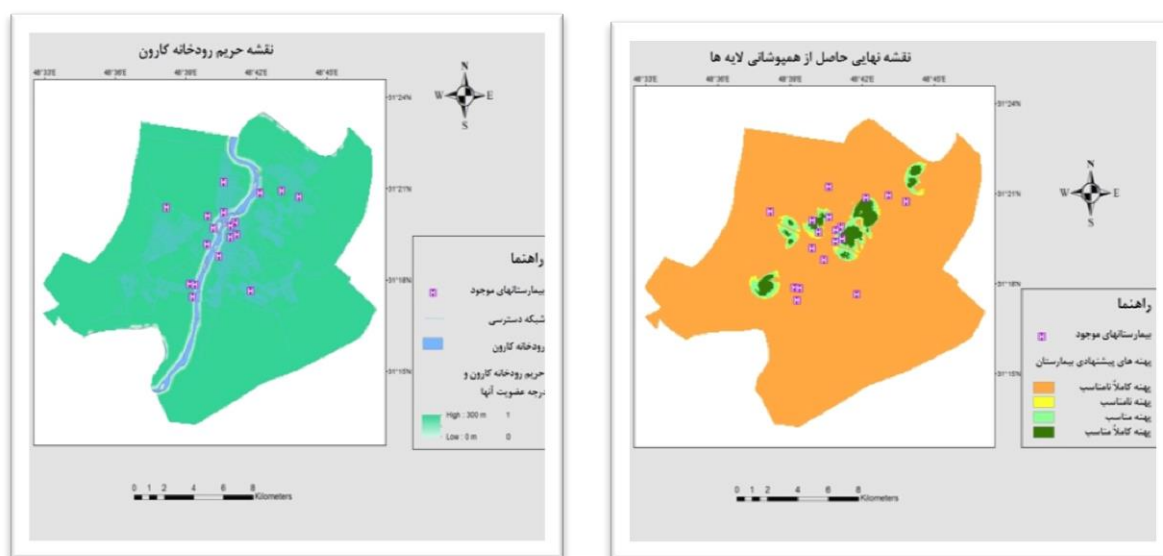 نقشه حریم رودخانه کارون
48°33'E 48°36'E 48°39'E 48°42'E 48°45'E
31°24'N
N
W E
S
31°21'N
31°18'N
31°15'N
راهنما
بیمارستانهای موجود
شبکه دسترسی
رودخانه کارون
حریم رودخانه کارون و
درجه عضویت آنها
High : 300 m 1
Low : 0 m 0
0 1 2 4 6 8
Kilometers
نقشه نهایی حاصل از همپوشانی لایه ها
48°33'E 48°36'E 48°39'E 48°42'E 48°45'E
31°24'N
N
W E
S
31°21'N
31°18'N
31°15'N
راهنما
بیمارستانهای موجود
پهنه های پیشنهادی بیمارستان
پهنه کاملاً نامناسب
پهنه نامناسب
پهنه مناسب
پهنه کاملاً مناسب
0 1 2 4 6 8
Kilometers